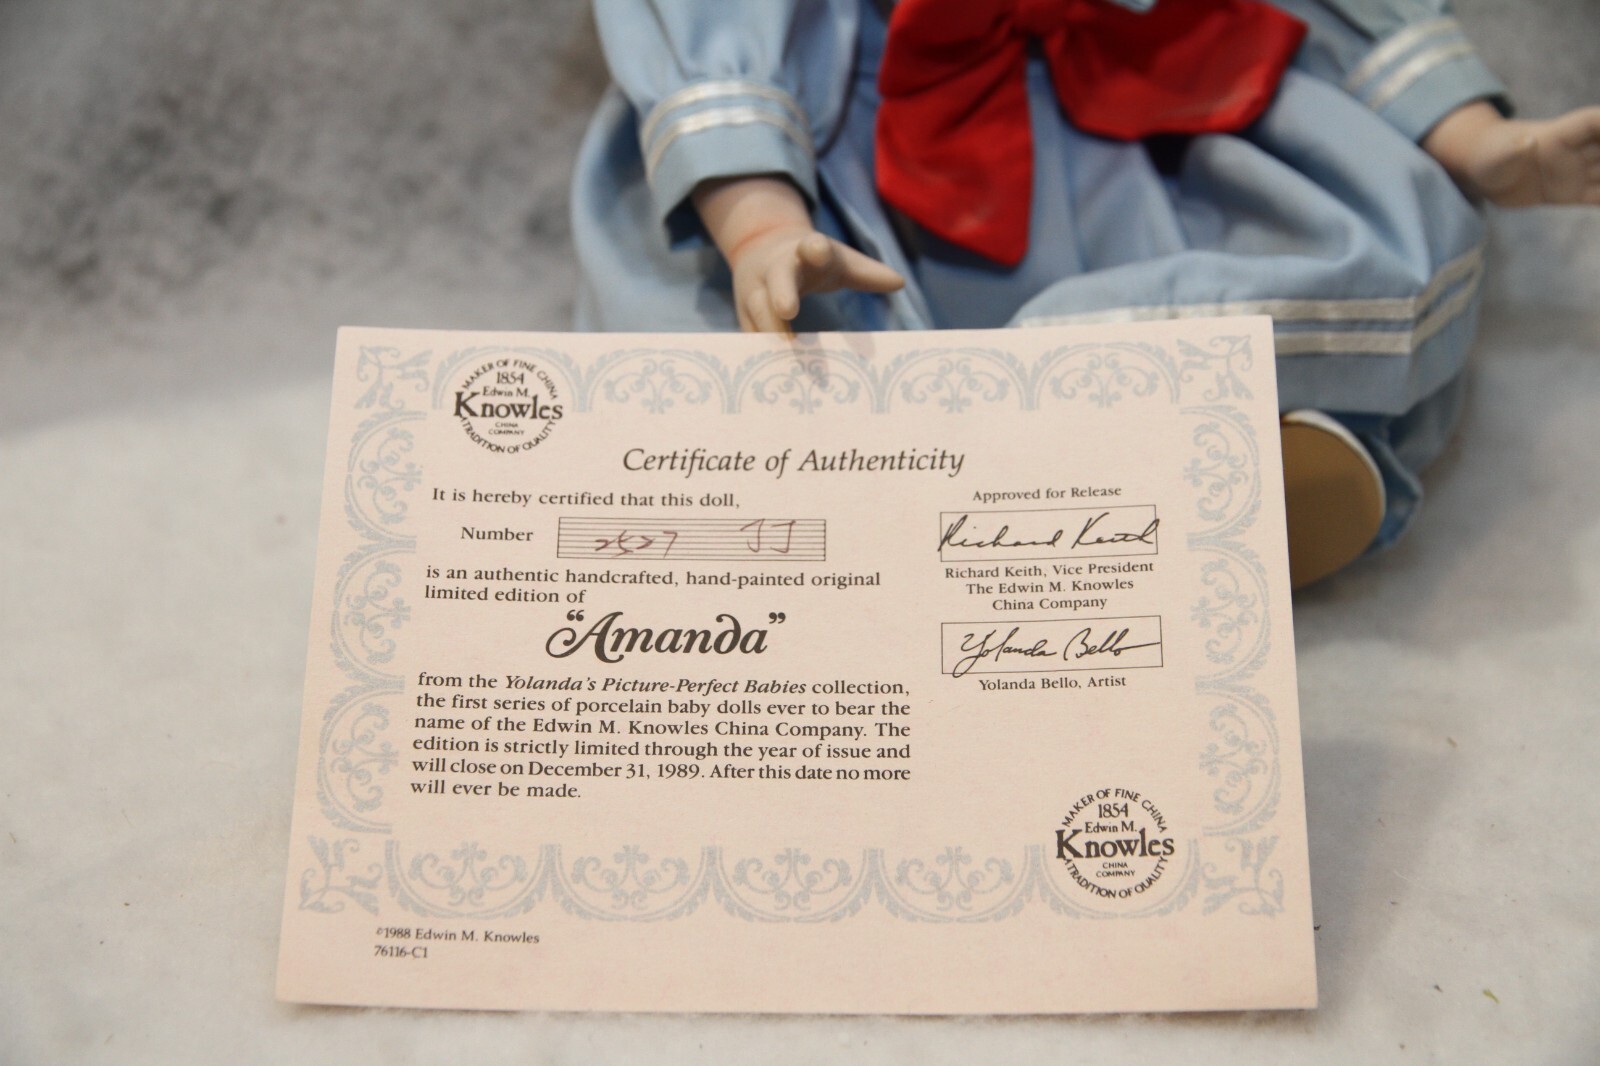 MAKER OF FINE CHINA
1854
Edwin M.
Knowles
CHINA
COMPANY
TRADITION OF QUALITY
Certificate of Authenticity
It is hereby certified that this doll,
Number 2527 JJ
is an authentic handcrafted, hand-painted original
limited edition of
“Amanda”
from the Yolanda's Picture-Perfect Babies collection,
the first series of porcelain baby dolls ever to bear the
name of the Edwin M. Knowles China Company. The
edition is strictly limited through the year of issue and
will close on December 31, 1989. After this date no more
will ever be made.
Approved for Release
Richard Keith
Richard Keith, Vice President
The Edwin M. Knowles
China Company
Yolanda Bello
Yolanda Bello, Artist
MAKER OF FINE CHINA
1854
Edwin M.
Knowles
CHINA
COMPANY
TRADITION OF QUALITY
©1988 Edwin M. Knowles
76116-C1